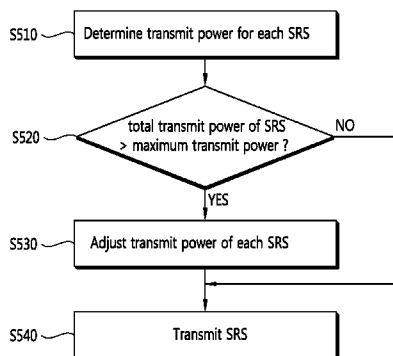 S510
Determine transmit power for each SRS
S520
total transmit power of SRS
> maximum transmit power ?
NO
YES
S530
Adjust transmit power of each SRS
S540
Transmit SRS